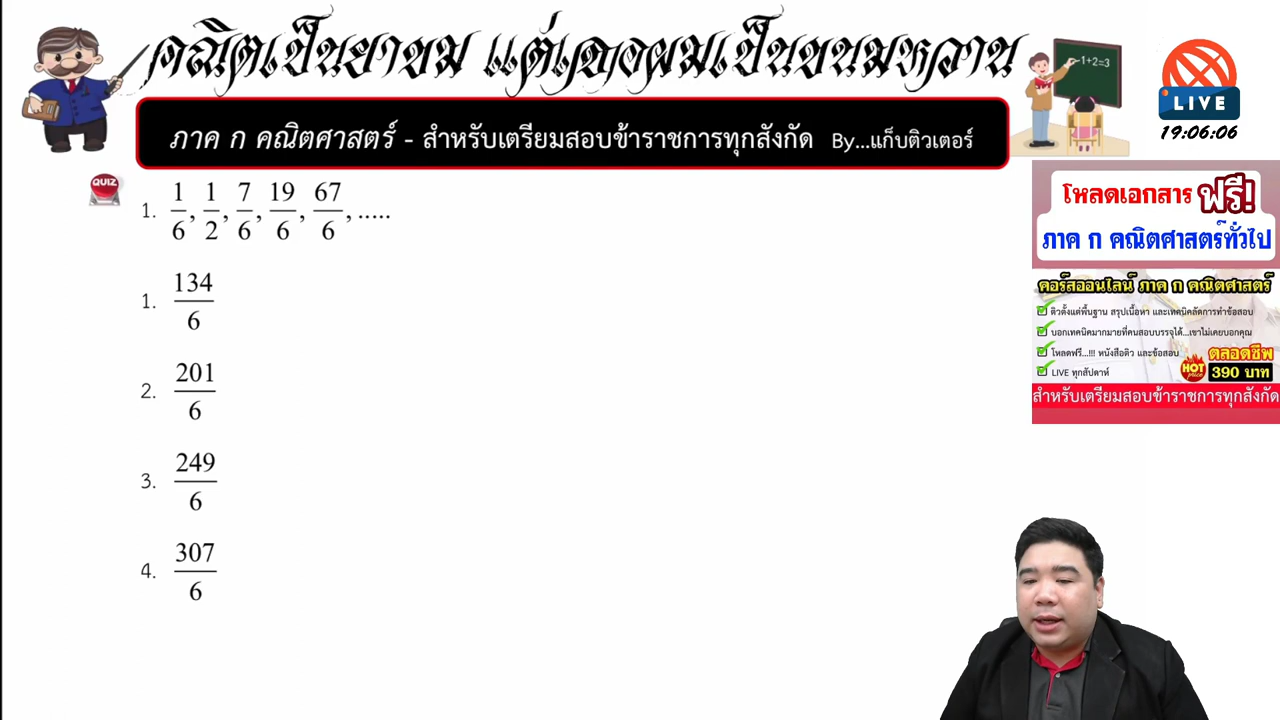 คณิตเป็นยาขม แต่เจอผมเป็นขนมหวาน
1+2=3
LIVE
19:06:06
ภาค ก คณิตศาสตร์ - สำหรับเตรียมสอบข้าราชการทุกสังกัด By...แก็บติวเตอร์
QUIZ
1. 1/6, 1/2, 7/6, 19/6, 67/6, .....
1. 134/6
2. 201/6
3. 249/6
4. 307/6
โหลดเอกสาร ฟรี!
ภาค ก คณิตศาสตร์ทั่วไป
คอร์สออนไลน์ ภาค ก คณิตศาสตร์
ติวตั้งแต่พื้นฐาน สรุปเนื้อหา และเทคนิคลัดการทำข้อสอบ
บอกเทคนิคมากมายที่คนสอบบรรจุได้...เขาไม่เคยบอกคุณ
โหลดฟรี...!!! หนังสือติว และข้อสอบ
LIVE ทุกสัปดาห์
HOT price
ตลอดชีพ
390 บาท
สำหรับเตรียมสอบข้าราชการทุกสังกัด